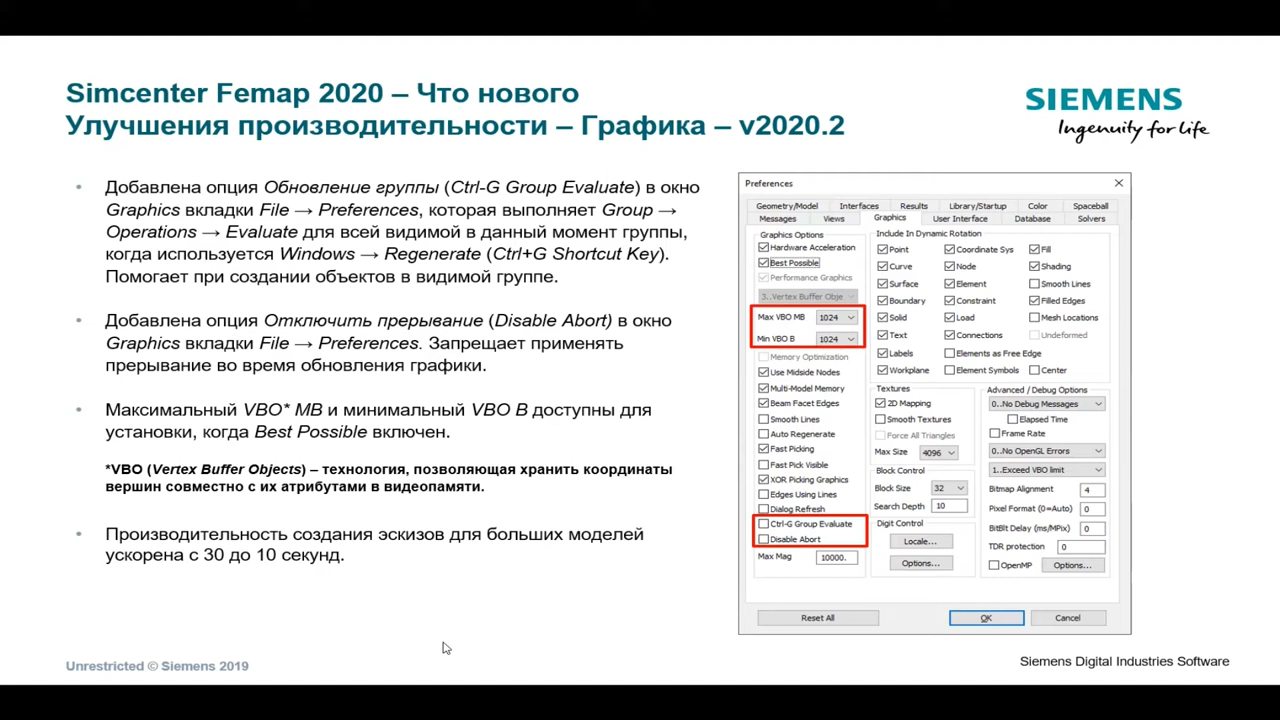 Simcenter Femap 2020 – Что нового
Улучшения производительности – Графика – v2020.2
SIEMENS
Ingenuity for life
• Добавлена опция Обновление группы (Ctrl-G Group Evaluate) в окно
Graphics вкладки File → Preferences, которая выполняет Group →
Operations → Evaluate для всей видимой в данный момент группы,
когда используется Windows → Regenerate (Ctrl+G Shortcut Key).
Помогает при создании объектов в видимой группе.
• Добавлена опция Отключить прерывание (Disable Abort) в окно
Graphics вкладки File → Preferences. Запрещает применять
прерывание во время обновления графики.
• Максимальный VBO* MB и минимальный VBO B доступны для
установки, когда Best Possible включен.
*VBO (Vertex Buffer Objects) – технология, позволяющая хранить координаты
вершин совместно с их атрибутами в видеопамяти.
• Производительность создания эскизов для больших моделей
ускорена с 30 до 10 секунд.
Preferences
Geometry/Model Interfaces Results Library/Startup Color Spaceball
Messages Views Graphics User Interface Database Solvers
Graphics Options
Hardware Acceleration
Best Possible
Performance Graphics
3..Vertex Buffer Obje
Max VBO MB 1024
Min VBO B 1024
Memory Optimization
Use Midside Nodes
Multi-Model Memory
Beam Facet Edges
Smooth Lines
Auto Regenerate
Fast Picking
Fast Pick Visible
XOR Picking Graphics
Edges Using Lines
Dialog Refresh
Ctrl-G Group Evaluate
Disable Abort
Max Mag 10000.
Include In Dynamic Rotation
Point Coordinate Sys Fill
Curve Node Shading
Surface Element Smooth Lines
Boundary Constraint Filled Edges
Solid Load Mesh Locations
Text Connections Undeformed
Labels Elements as Free Edge
Workplane Element Symbols Center
Textures
2D Mapping
Smooth Textures
Force All Triangles
Max Size 4096
Block Control
Block Size 32
Search Depth 10
Digit Control
Locale...
Options...
Advanced / Debug Options
0..No Debug Messages
Elapsed Time
Frame Rate
0..No OpenGL Errors
1..Exceed VBO limit
Bitmap Alignment 4
Pixel Format (0=Auto) 0
BitBlt Delay (ms/MPix) 0
TDR protection 0
OpenMP Options...
Reset All OK Cancel
Unrestricted © Siemens 2019
Siemens Digital Industries Software